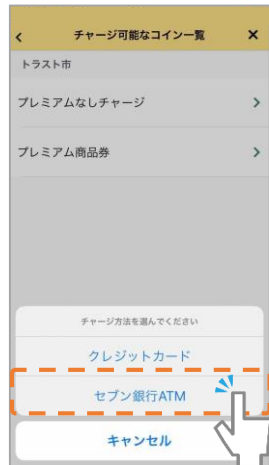 チャージ可能なコイン一覧
トラスト市
プレミアムなしチャージ
プレミアム商品券
チャージ方法を選んでください
クレジットカード
セブン銀行ATM
キャンセル